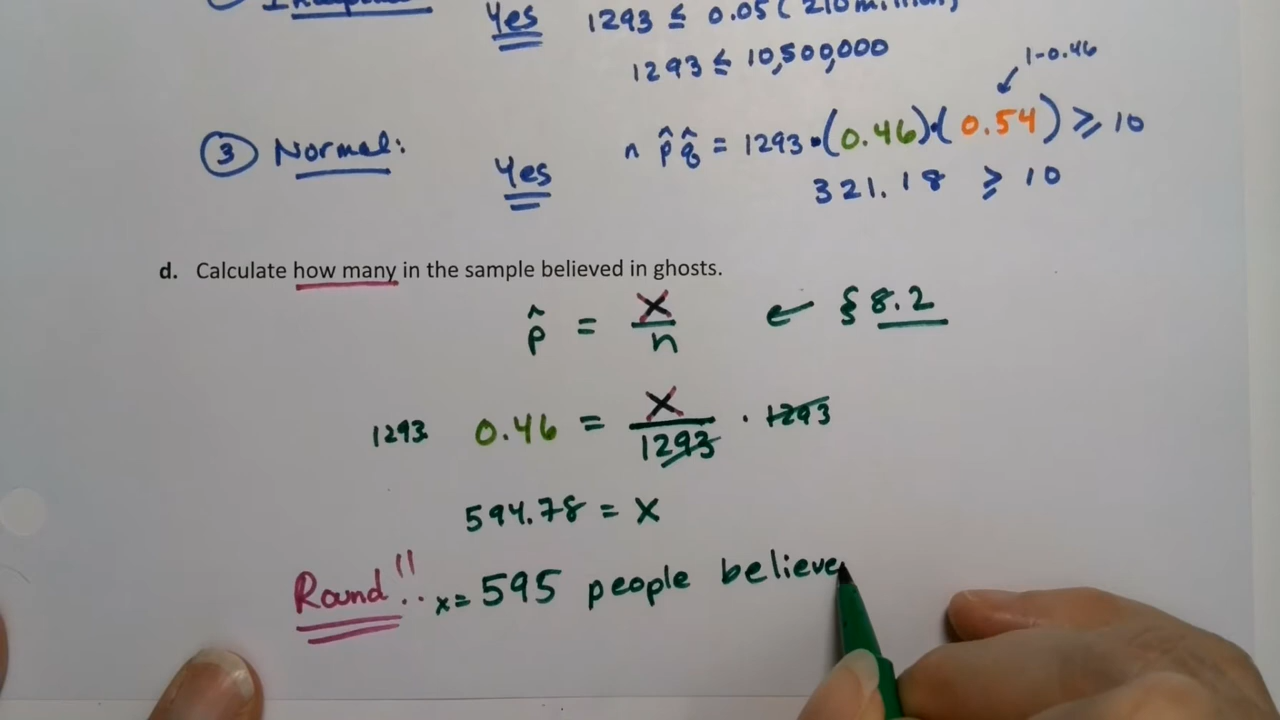 Yes 1293 ≤ 0.05 ( 210 million)
1293 ≤ 10,500,000
1-0.46
③ Normal: Yes n p̂ q̂ = 1293 • (0.46)•(0.54) ≥ 10
321.18 ≥ 10
d. Calculate how many in the sample believed in ghosts.
p̂ = x/n ← § 8.2
1293 · 0.46 = x/1293 · 1293
594.78 = x
Round!! x = 595 people believe